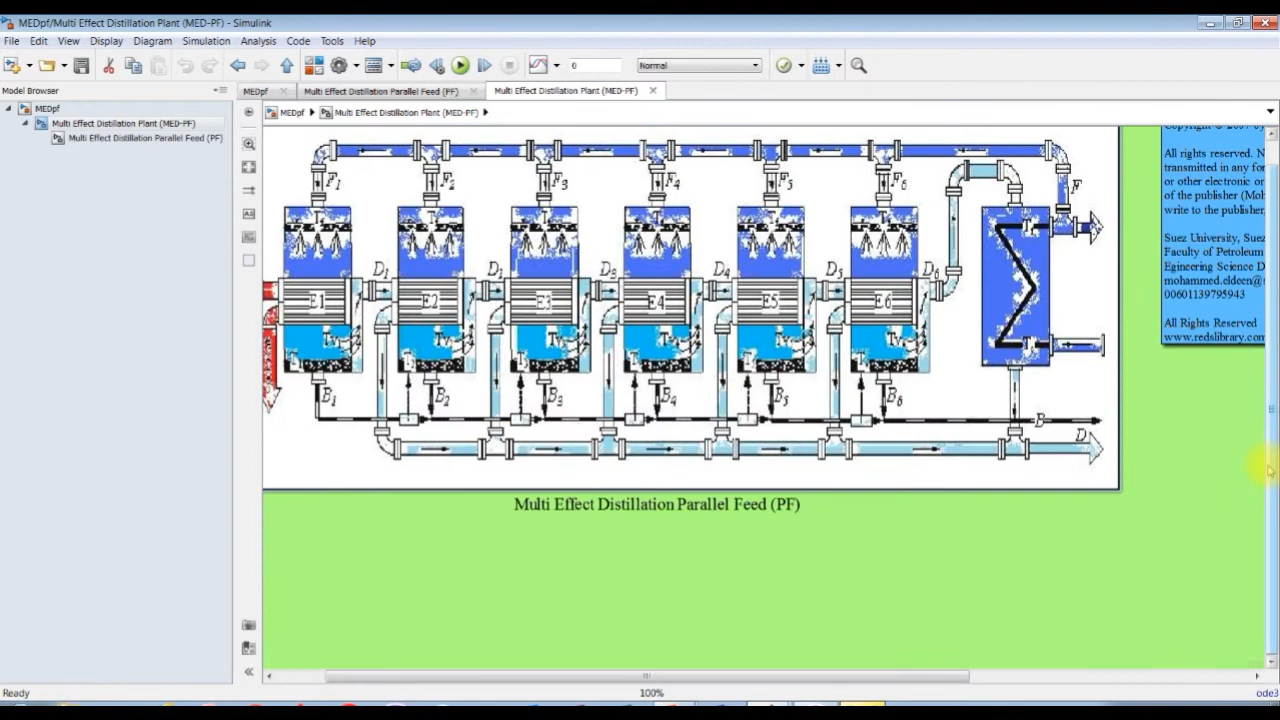 MEDpf/Multi Effect Distillation Plant (MED-PF) - Simulink
File Edit View Display Diagram Simulation Analysis Code Tools Help
0 Normal
Model Browser
MEDpf
Multi Effect Distillation Plant (MED-PF)
Multi Effect Distillation Parallel Feed (PF)
MEDpf Multi Effect Distillation Parallel Feed (PF) Multi Effect Distillation Plant (MED-PF)
MEDpf Multi Effect Distillation Plant (MED-PF)
All rights reserved. N
transmitted in any for
or other electronic or
of the publisher (Moh
write to the publisher,
Suez University, Suez
Faculty of Petroleum
Egineering Science D
mohammed.eldeen@
00601139795943
All Rights Reserved
www.redslibrary.com
F1 F2 F3 F4 F5 F6 F
D1 D2 D3 D4 D5 D6
E1 E2 E3 E4 E5 E6
B1 B2 B3 B4 B5 B6
B
D
Multi Effect Distillation Parallel Feed (PF)
Ready 100% ode3